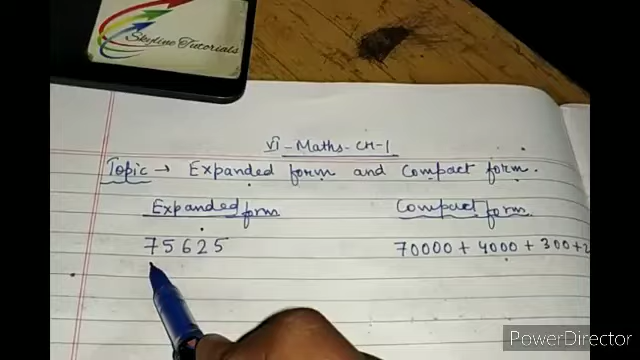 Skyline Tutorials
VI - Maths - CH-1
Topic → Expanded form and Compact form.
Expanded form
Compact form
75625
70000 + 4000 + 300 + 2
PowerDirector